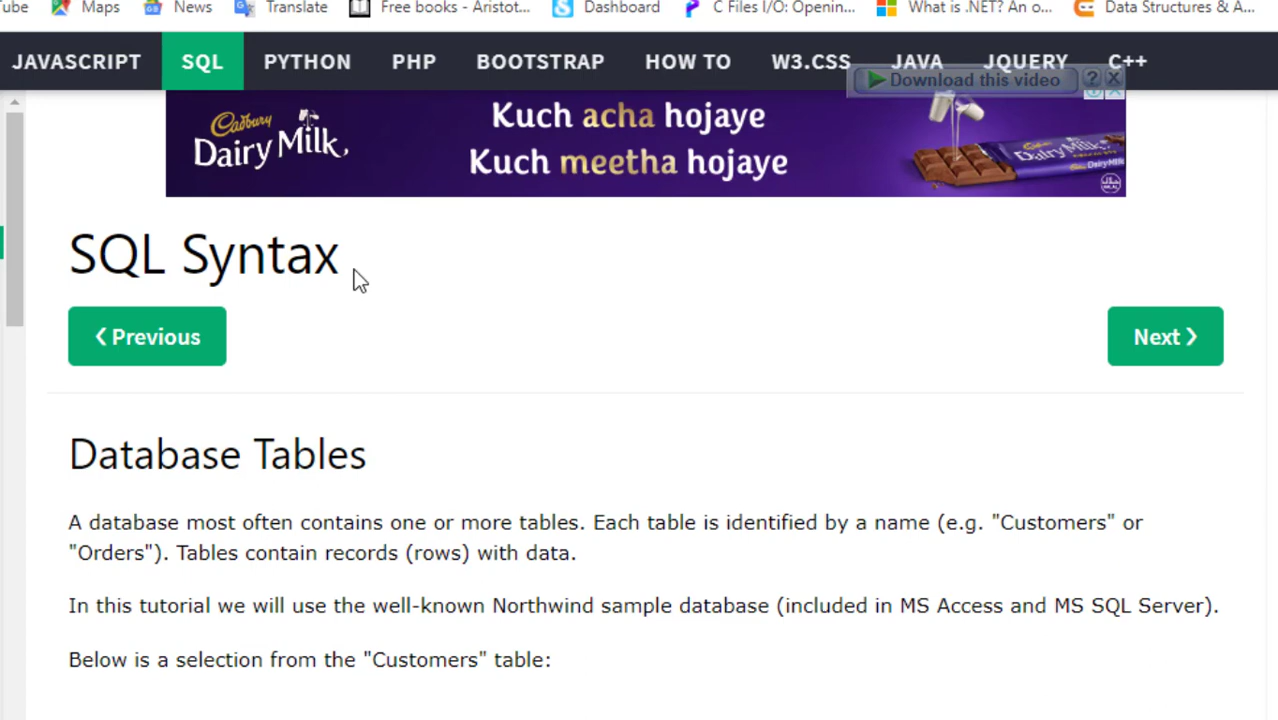 Tube Maps News Translate Free books - Aristot... Dashboard C Files I/O: Openin... What is .NET? An o... Data Structures & A...
JAVASCRIPT SQL PYTHON PHP BOOTSTRAP HOW TO W3.CSS JAVA JQUERY C++
Download this video ? X
Cadbury
Dairy Milk
Kuch acha hojaye
Kuch meetha hojaye
Cadbury
Dairy Milk
SQL Syntax
❮ Previous
Next ❯
Database Tables
A database most often contains one or more tables. Each table is identified by a name (e.g. "Customers" or
"Orders"). Tables contain records (rows) with data.
In this tutorial we will use the well-known Northwind sample database (included in MS Access and MS SQL Server).
Below is a selection from the "Customers" table: